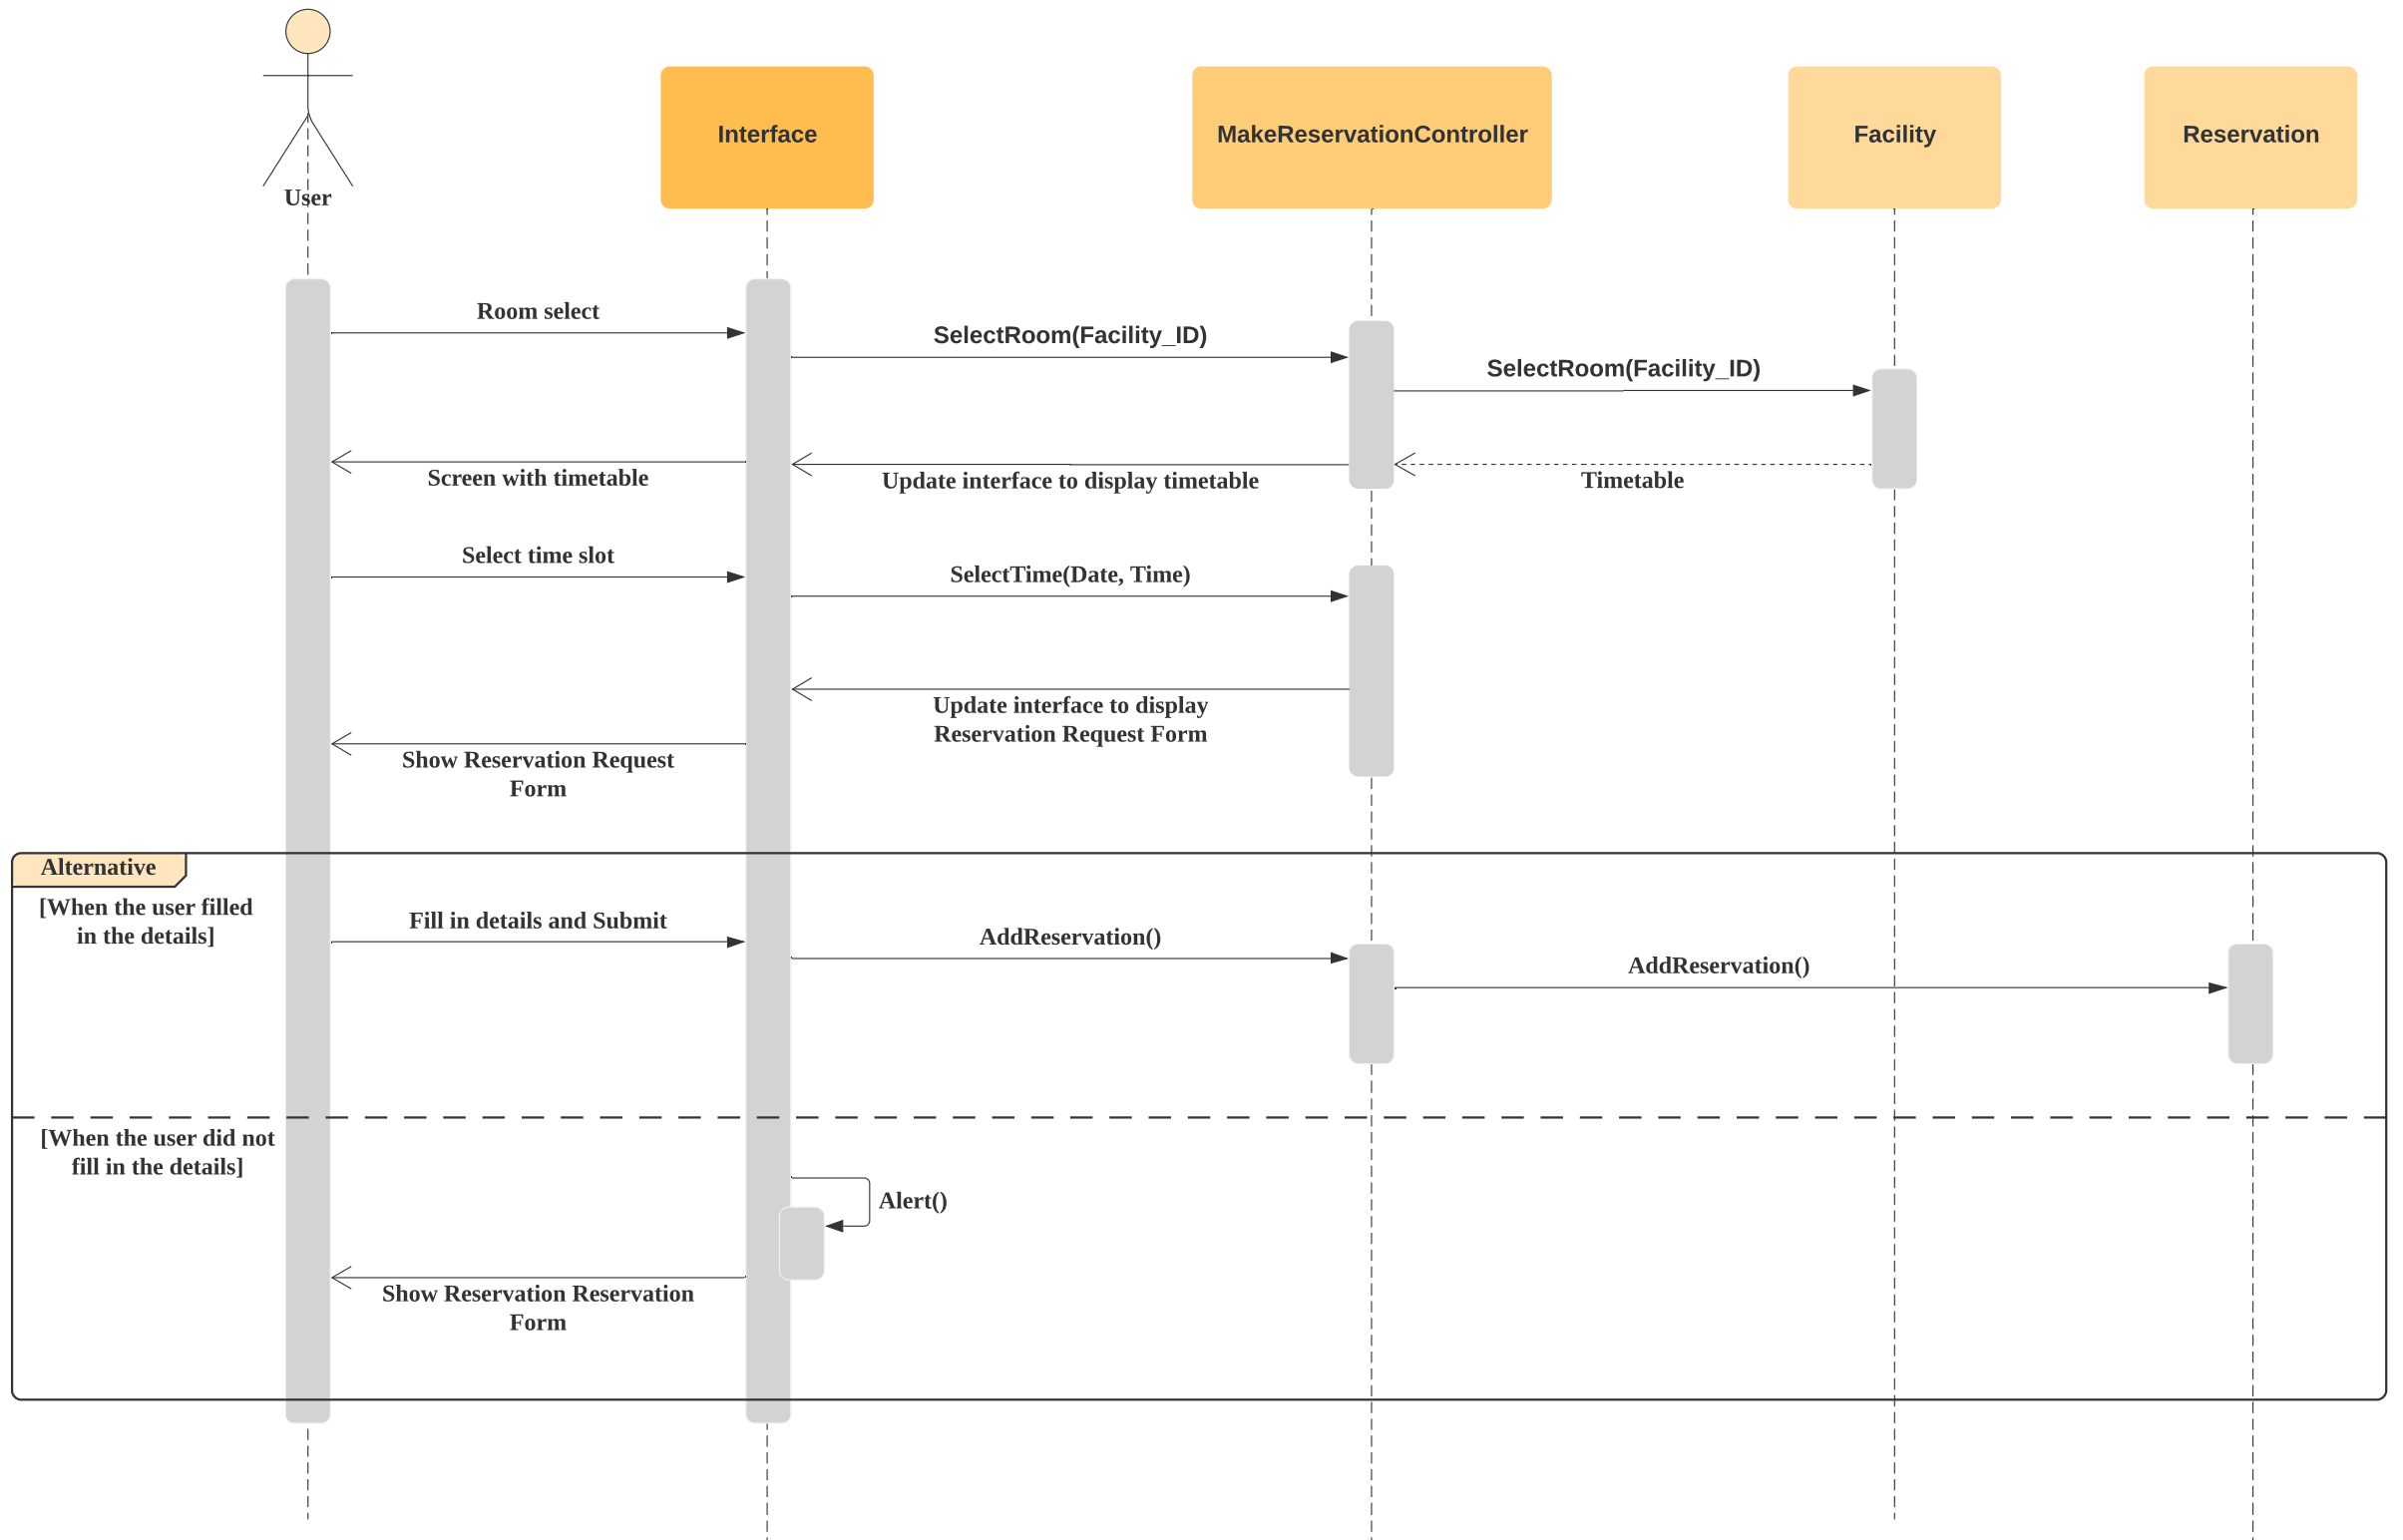 User
Interface
MakeReservationController
Facility
Reservation
Room select
SelectRoom(Facility_ID)
SelectRoom(Facility_ID)
Screen with timetable
Update interface to display timetable
Timetable
Select time slot
SelectTime(Date, Time)
Update interface to display
Reservation Request Form
Show Reservation Request
Form
Alternative
[When the user filled
in the details]
Fill in details and Submit
AddReservation()
AddReservation()
[When the user did not
fill in the details]
Alert()
Show Reservation Reservation
Form